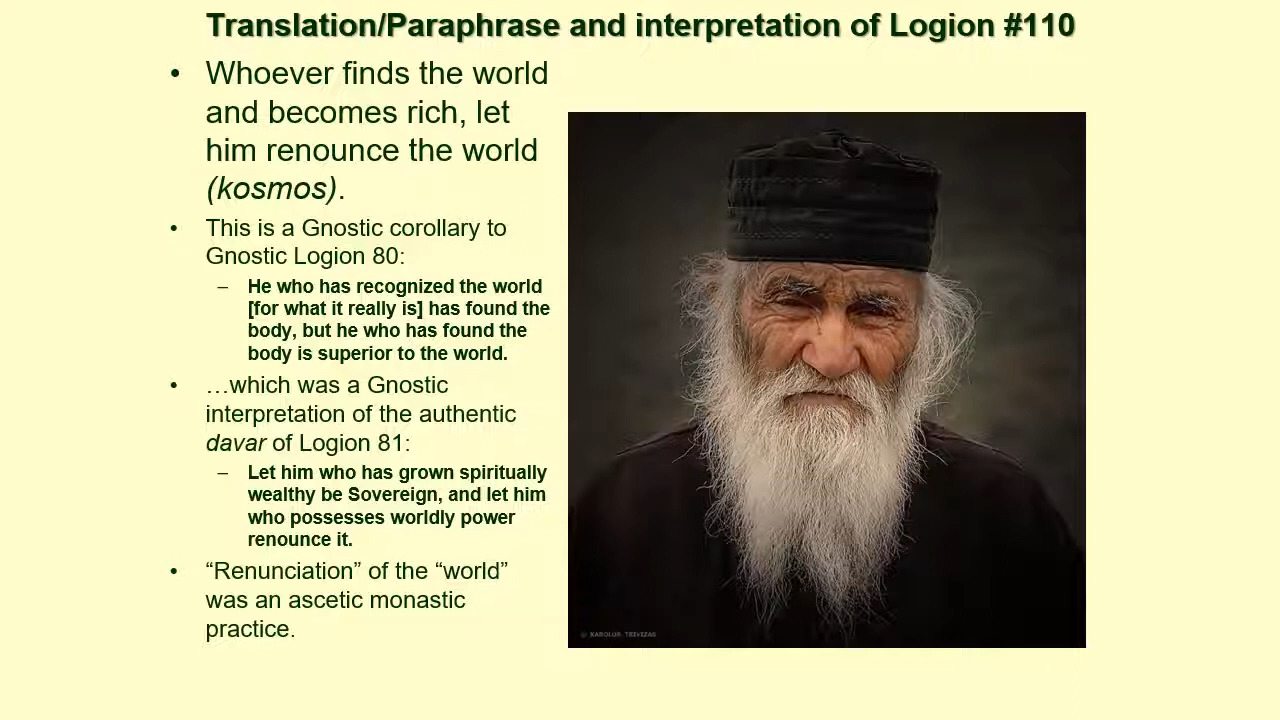 Translation/Paraphrase and interpretation of Logion #110
• Whoever finds the world
and becomes rich, let
him renounce the world
(kosmos).
• This is a Gnostic corollary to
Gnostic Logion 80:
– He who has recognized the world
[for what it really is] has found the
body, but he who has found the
body is superior to the world.
• …which was a Gnostic
interpretation of the authentic
davar of Logion 81:
– Let him who has grown spiritually
wealthy be Sovereign, and let him
who possesses worldly power
renounce it.
• “Renunciation” of the “world”
was an ascetic monastic
practice.